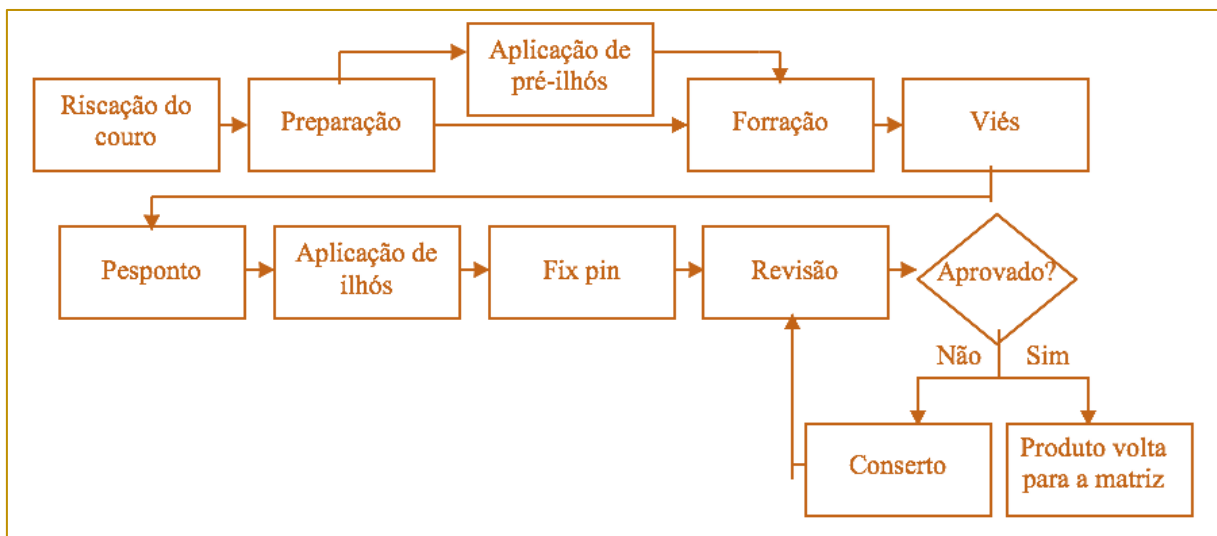 Aplicação de
pré-ilhós
Riscação do
couro
Preparação
Forração
Viés
Pesponto
Aplicação de
ilhós
Fix pin
Revisão
Aprovado?
Não
Sim
Conserto
Produto volta
para a matriz